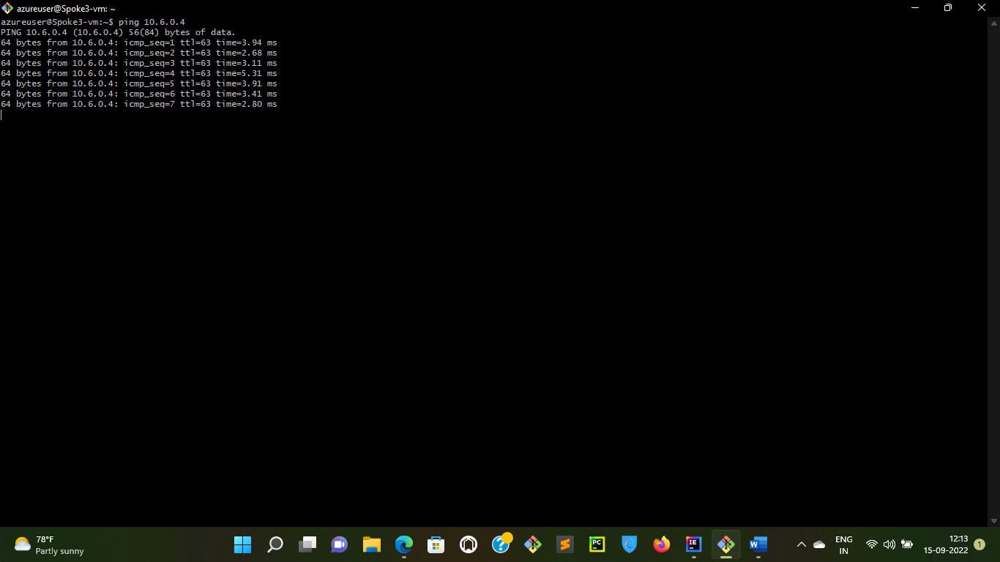 azureuser@Spoke3-vm: ~
azureuser@Spoke3-vm:~$ ping 10.6.0.4
PING 10.6.0.4 (10.6.0.4) 56(84) bytes of data.
64 bytes from 10.6.0.4: icmp_seq=1 ttl=63 time=3.94 ms
64 bytes from 10.6.0.4: icmp_seq=2 ttl=63 time=2.68 ms
64 bytes from 10.6.0.4: icmp_seq=3 ttl=63 time=3.11 ms
64 bytes from 10.6.0.4: icmp_seq=4 ttl=63 time=5.31 ms
64 bytes from 10.6.0.4: icmp_seq=5 ttl=63 time=3.91 ms
64 bytes from 10.6.0.4: icmp_seq=6 ttl=63 time=3.41 ms
64 bytes from 10.6.0.4: icmp_seq=7 ttl=63 time=2.80 ms
78°F
Partly sunny
PC
IE
W
ENG
IN
12:13
15-09-2022
1